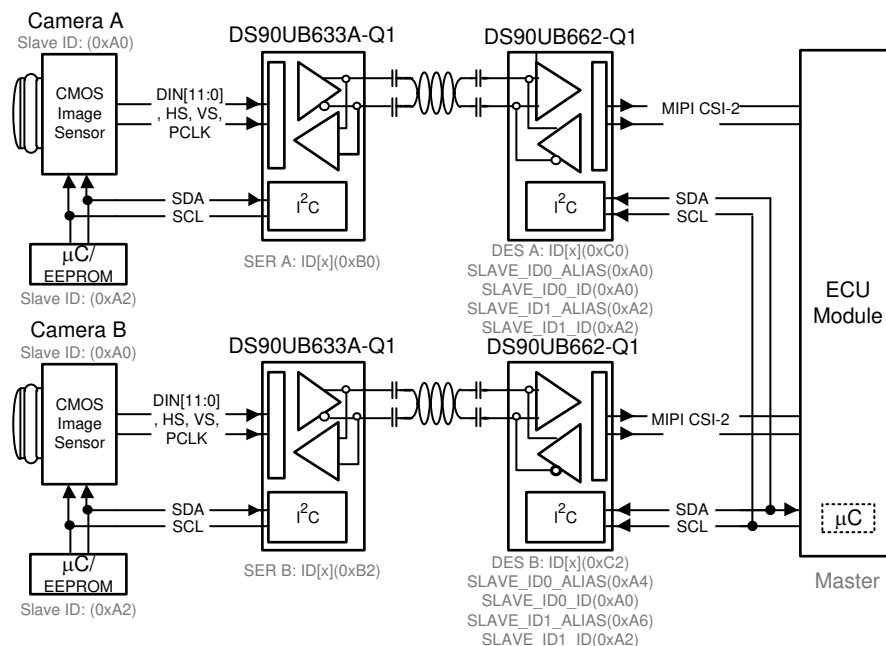 Camera A
Slave ID: (0xA0)
DS90UB633A-Q1
DS90UB662-Q1
CMOS
Image
Sensor
DIN[11:0]
, HS, VS,
PCLK
MIPI CSI-2
SDA
SCL
I2C
I2C
SDA
SCL
µC/
EEPROM
Slave ID: (0xA2)
SER A: ID[x](0xB0)
DES A: ID[x](0xC0)
SLAVE_ID0_ALIAS(0xA0)
SLAVE_ID0_ID(0xA0)
SLAVE_ID1_ALIAS(0xA2)
SLAVE_ID1_ID(0xA2)
ECU
Module
Camera B
Slave ID: (0xA0)
DS90UB633A-Q1
DS90UB662-Q1
CMOS
Image
Sensor
DIN[11:0]
, HS, VS,
PCLK
MIPI CSI-2
SDA
SCL
I2C
I2C
SDA
SCL
µC
µC/
EEPROM
Slave ID: (0xA2)
SER B: ID[x](0xB2)
DES B: ID[x](0xC2)
SLAVE_ID0_ALIAS(0xA4)
SLAVE_ID0_ID(0xA0)
SLAVE_ID1_ALIAS(0xA6)
SLAVE_ID1_ID(0xA2)
Master